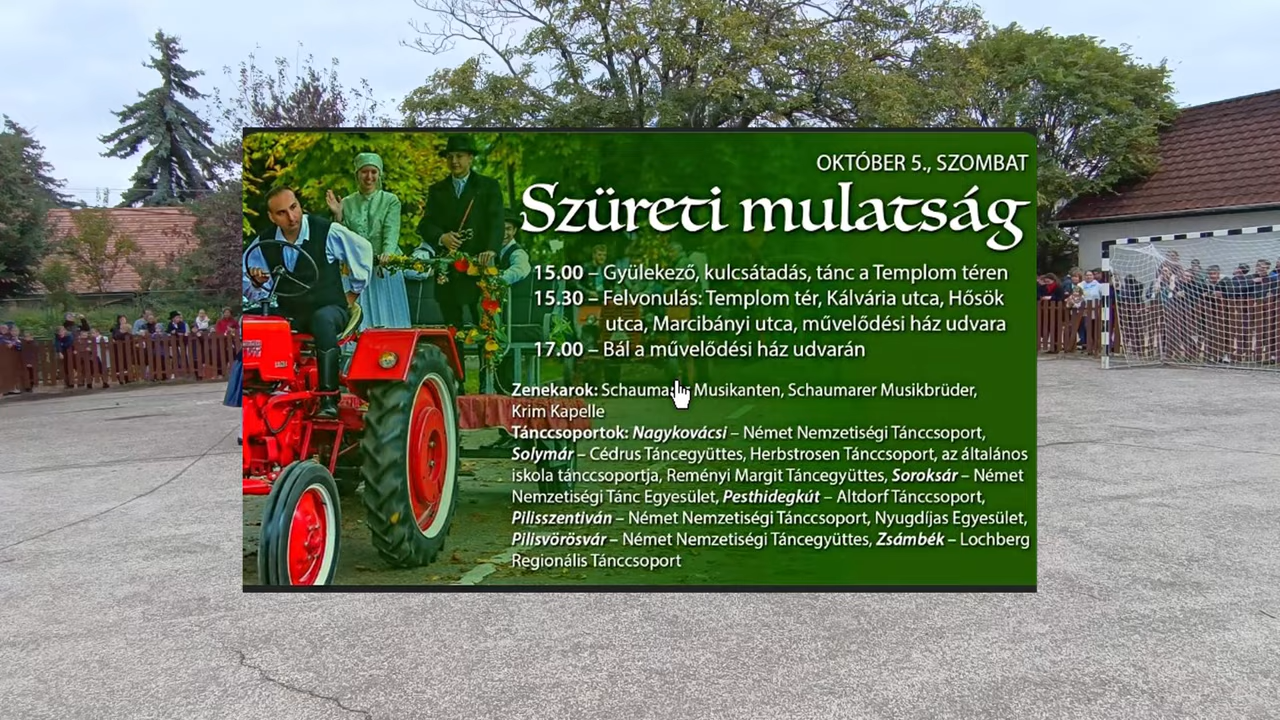 OKTÓBER 5., SZOMBAT
Szüreti mulatság
15.00 – Gyülekező, kulcsátadás, tánc a Templom téren
15.30 – Felvonulás: Templom tér, Kálvária utca, Hősök
utca, Marcibányi utca, művelődési ház udvara
17.00 – Bál a művelődési ház udvarán
Zenekarok: Musikanten, Schaumarer Musikbrüder,
Krim Kapelle
Tánccsoportok: Nagykovácsi – Német Nemzetiségi Tánccsoport,
Solymár – Cédrus Táncegyüttes, Herbstrosen Tánccsoport, az általános
iskola tánccsoportja, Reményi Margit Táncegyüttes, Soroksár – Német
Nemzetiségi Tánc Egyesület, Pesthidegkút – Altdorf Tánccsoport,
Pilisszentiván – Német Nemzetiségi Tánccsoport, Nyugdíjas Egyesület,
Pilisvörösvár – Német Nemzetiségi Táncegyüttes, Zsámbék – Lochberg
Regionális Tánccsoport